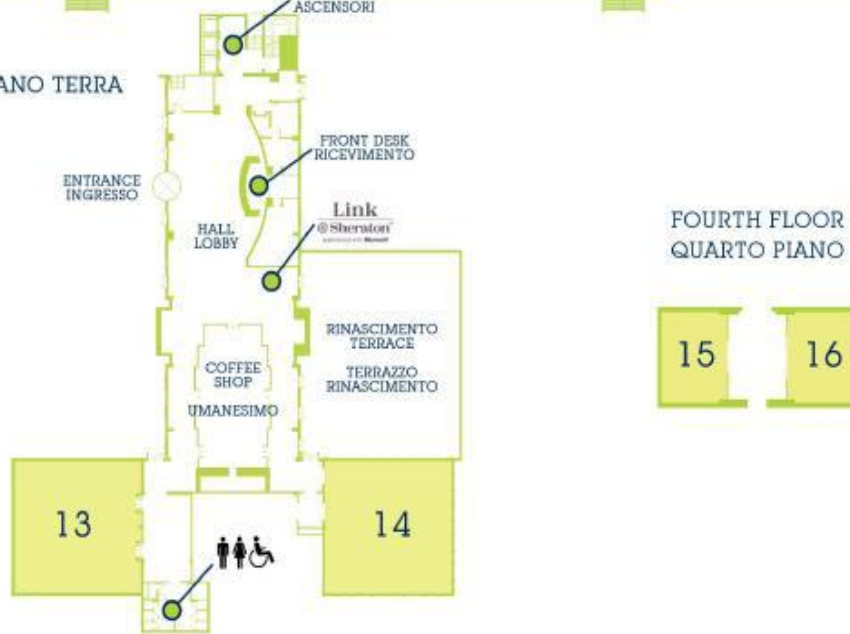 ASCENSORI
ANO TERRA
FRONT DESK
RICEVIMENTO
ENTRANCE
INGRESSO
Link
@Sheraton
HALL
LOBBY
FOURTH FLOOR
QUARTO PIANO
RINASCIMENTO
TERRACE
TERRAZZO
RINASCIMENTO
15
16
COFFEE
SHOP
UMANESIMO
13
14